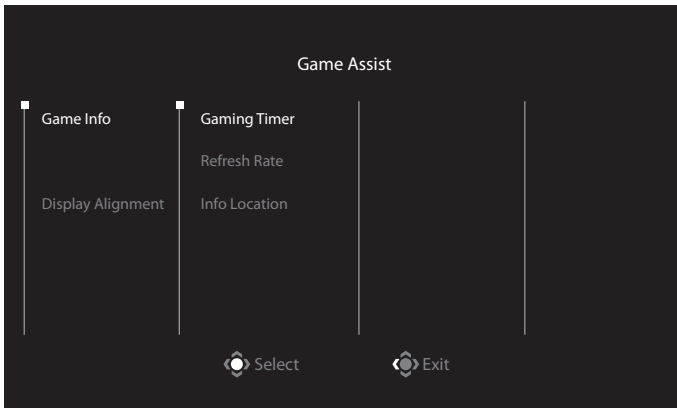 Game Assist
Game Info
Gaming Timer
Refresh Rate
Display Alignment
Info Location
Select
Exit